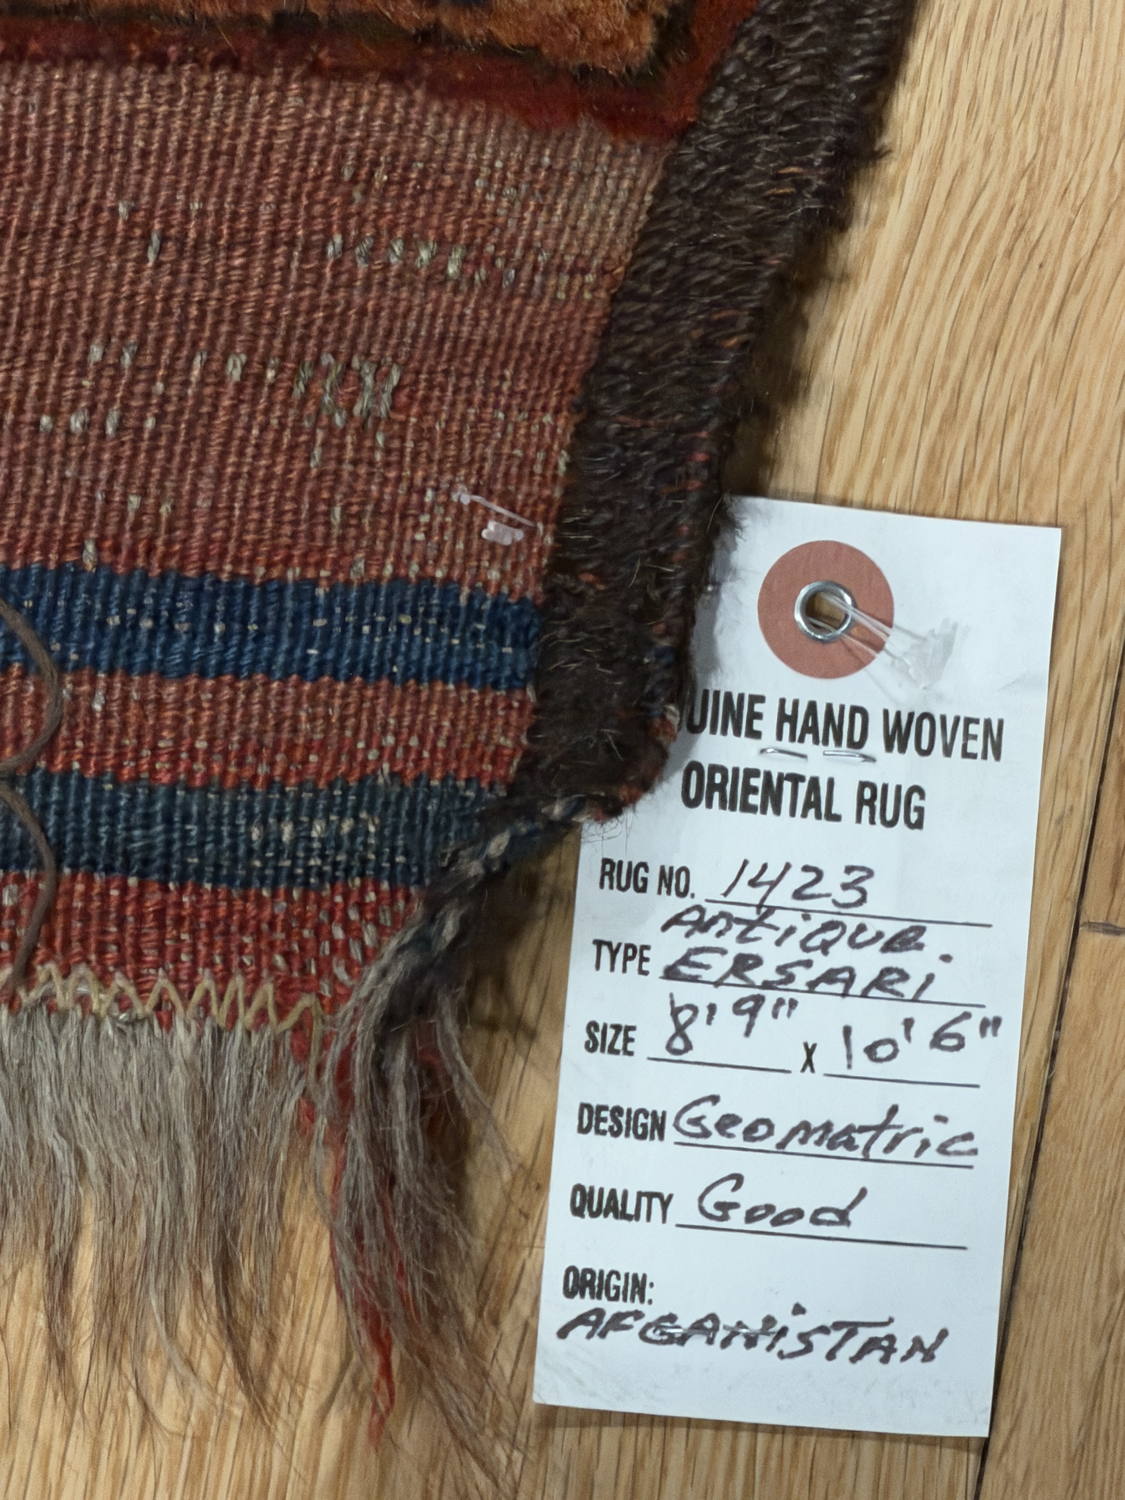 UINE HAND WOVEN
ORIENTAL RUG
RUG NO. 1423
Antique.
TYPE ERSARI
SIZE 8'9" X 10'6"
DESIGN Geomatric
QUALITY Good
ORIGIN:
AFGANiSTAN